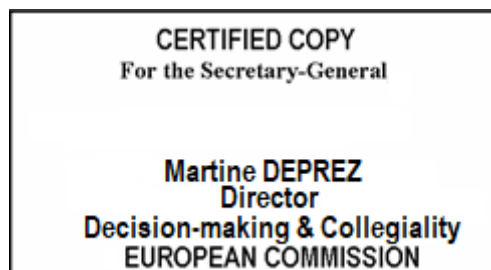 CERTIFIED COPY
For the Secretary-General
Martine DEPREZ
Director
Decision-making & Collegiality
EUROPEAN COMMISSION